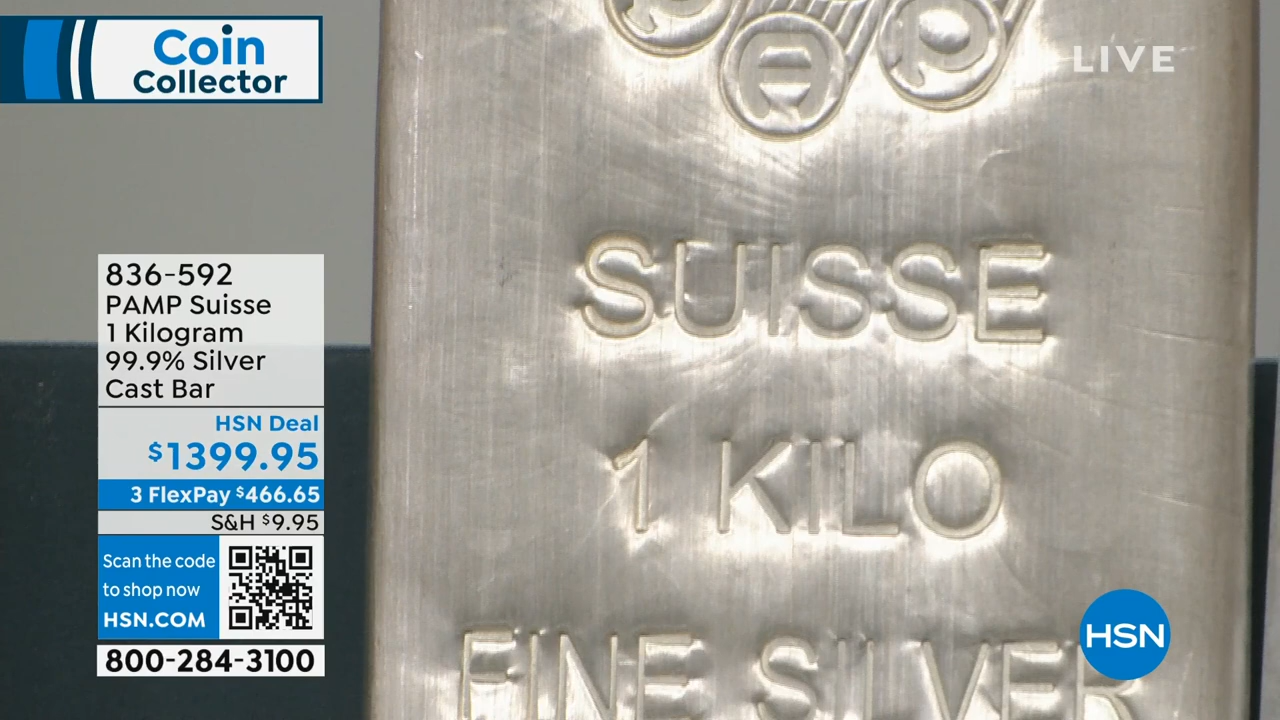 Coin
Collector
LIVE
P A P
SUISSE
1 KILO
FINE SILVER
836-592
PAMP Suisse
1 Kilogram
99.9% Silver
Cast Bar
HSN Deal
$1399.95
3 FlexPay $466.65
S&H $9.95
Scan the code
to shop now
HSN.COM
800-284-3100
HSN